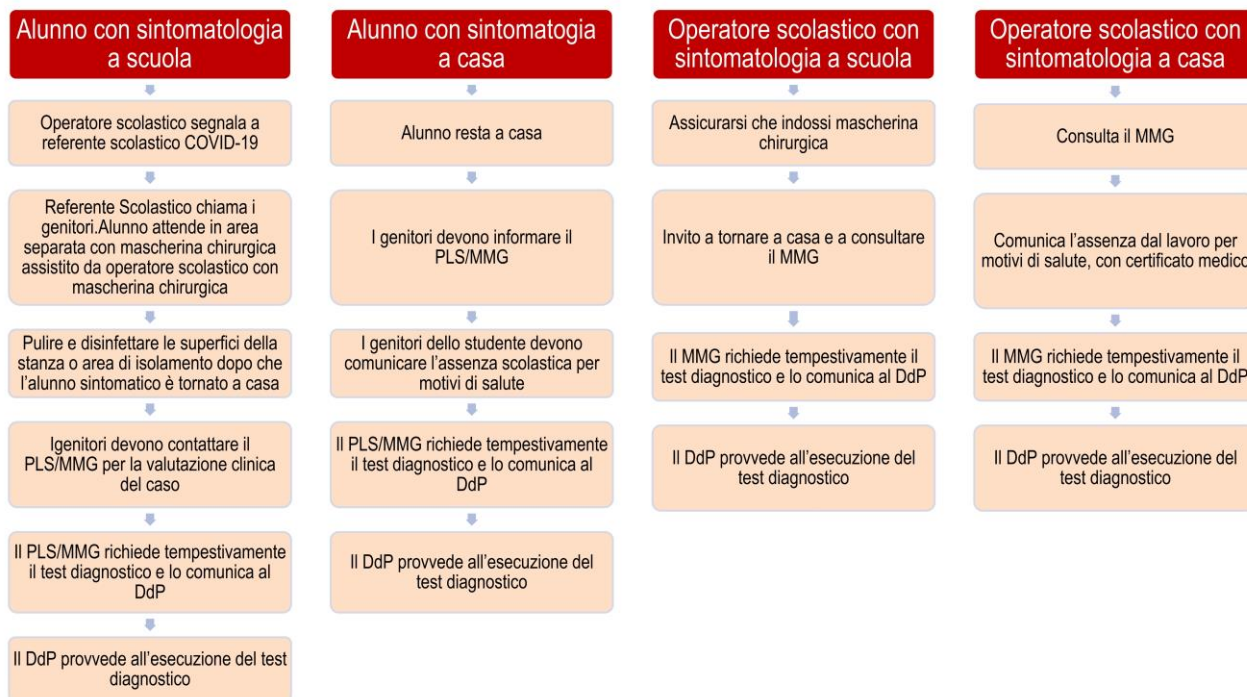 Alunno con sintomatologia
a scuola
Operatore scolastico segnala a
referente scolastico COVID-19
Referente Scolastico chiama i
genitori.Alunno attende in area
separata con mascherina chirurgica
assistito da operatore scolastico con
mascherina chirurgica
Pulire e disinfettare le superfici della
stanza o area di isolamento dopo che
l'alunno sintomatico è tornato a casa
Igenitori devono contattare il
PLS/MMG per la valutazione clinica
del caso
Il PLS/MMG richiede tempestivamente
il test diagnostico e lo comunica al
DdP
Il DdP provvede all'esecuzione del test
diagnostico
Alunno con sintomatogia
a casa
Alunno resta a casa
I genitori devono informare il
PLS/MMG
I genitori dello studente devono
comunicare l'assenza scolastica per
motivi di salute
Il PLS/MMG richiede tempestivamente
il test diagnostico e lo comunica al
DdP
Il DdP provvede all'esecuzione del
test diagnostico
Operatore scolastico con
sintomatologia a scuola
Assicurarsi che indossi mascherina
chirurgica
Invito a tornare a casa e a consultare
il MMG
Il MMG richiede tempestivamente il
test diagnostico e lo comunica al DdP
Il DdP provvede all'esecuzione del
test diagnostico
Operatore scolastico con
sintomatologia a casa
Consulta il MMG
Comunica l'assenza dal lavoro per
motivi di salute, con certificato medico
Il MMG richiede tempestivamente il
test diagnostico e lo comunica al DdP
Il DdP provvede all'esecuzione del
test diagnostico